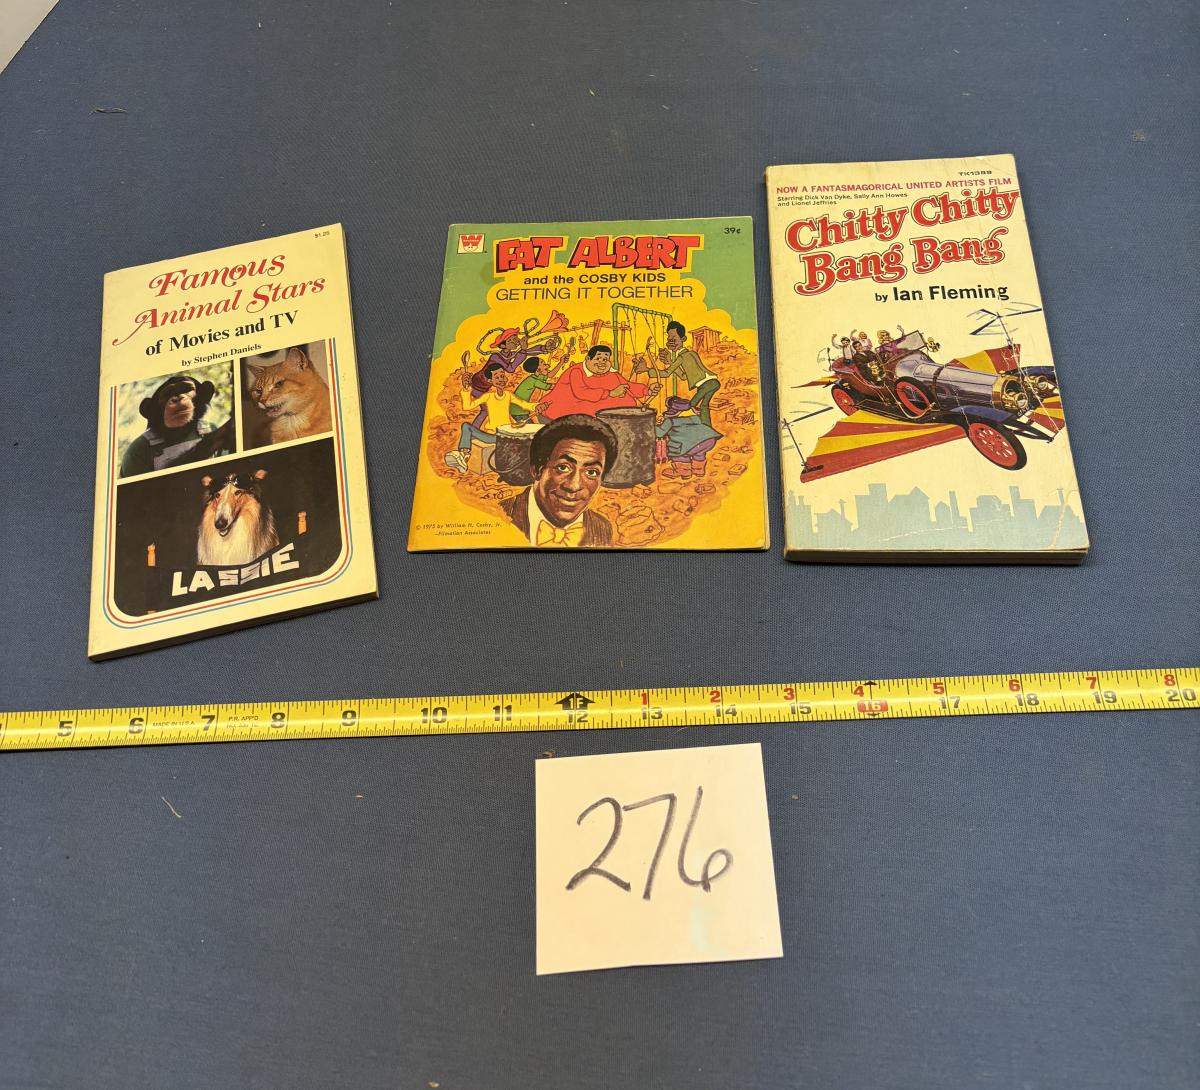 $1.25
Famous
Animal Stars
of Movies and TV
by Stephen Daniels
LASSIE
W
39¢
FAT ALBERT
and the COSBY KIDS
GETTING IT TOGETHER
© 1975 by William H. Cosby, Jr.
—Filmation Associates
TK1389
NOW A FANTASMAGORICAL UNITED ARTISTS FILM
Starring Dick Van Dyke, Sally Ann Howes
and Lionel Jeffries
Chitty Chitty
Bang Bang
by Ian Fleming
1 2 3 4 5 6 7 8
5 6 MADE IN U.S.A. 7 P.R. APP'D 8 9 10 11 1F 12 13 14 15 16 17 18 19 20
276